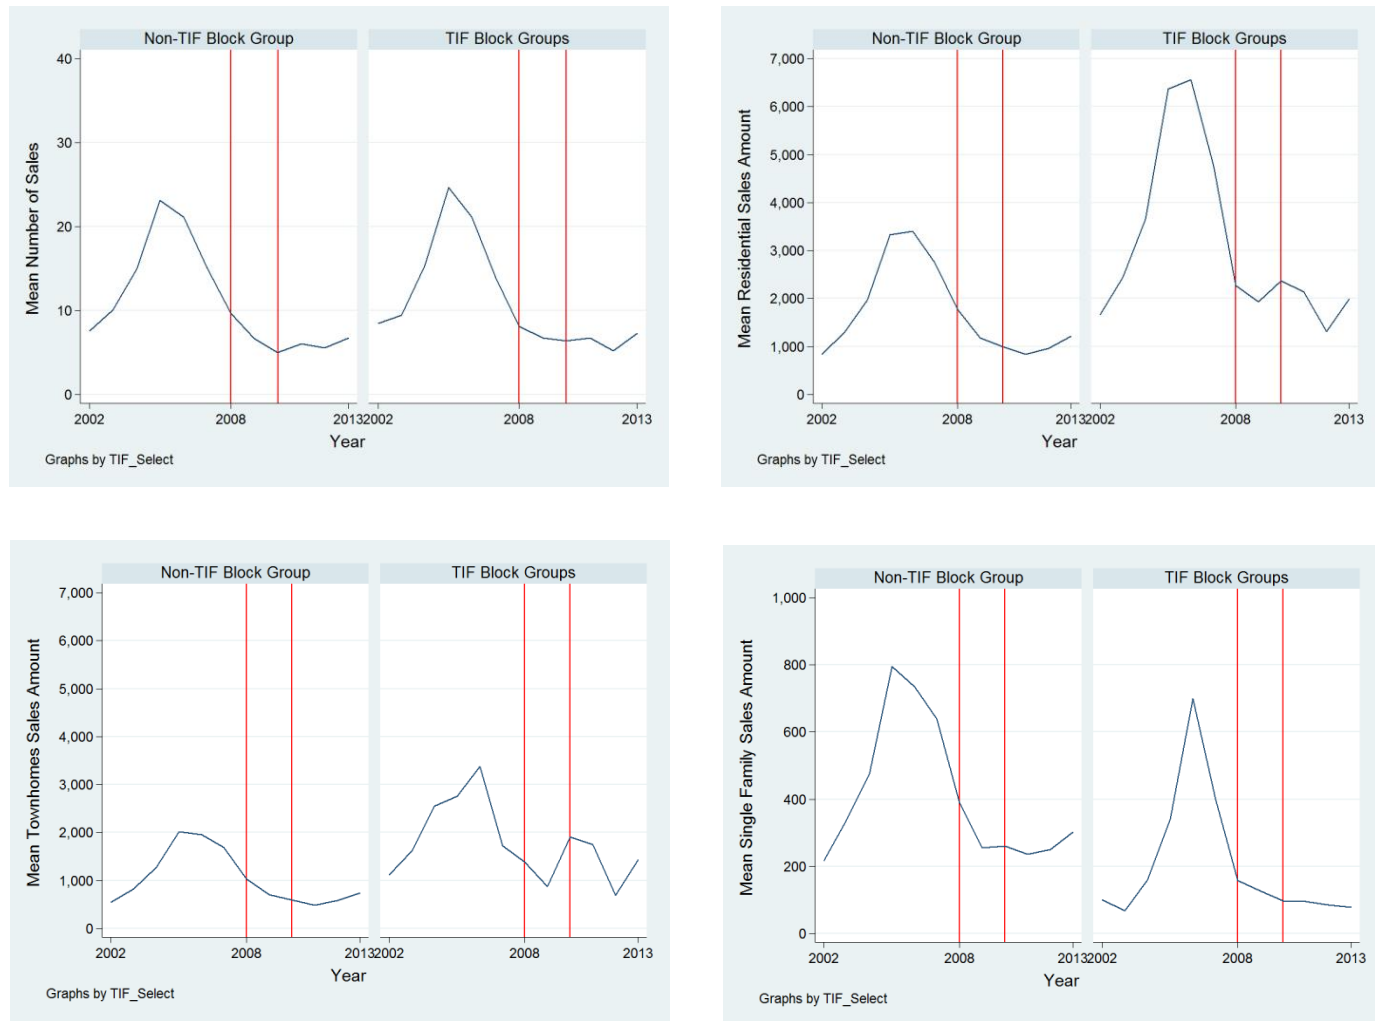 Non-TIF Block Group
TIF Block Groups
Mean Number of Sales
40
30
20
10
0
2002
2008
2013
2002
2008
2013
Year
Graphs by TIF_Select
Non-TIF Block Group
TIF Block Groups
Mean Residential Sales Amount
7,000
6,000
5,000
4,000
3,000
2,000
1,000
0
2002
2008
2013
2002
2008
2013
Year
Graphs by TIF_Select
Non-TIF Block Group
TIF Block Groups
Mean Townhomes Sales Amount
7,000
6,000
5,000
4,000
3,000
2,000
1,000
0
2002
2008
2013
2002
2008
2013
Year
Graphs by TIF_Select
Non-TIF Block Group
TIF Block Groups
Mean Single Family Sales Amount
1,000
800
600
400
200
0
2002
2008
2013
2002
2008
2013
Year
Graphs by TIF_Select